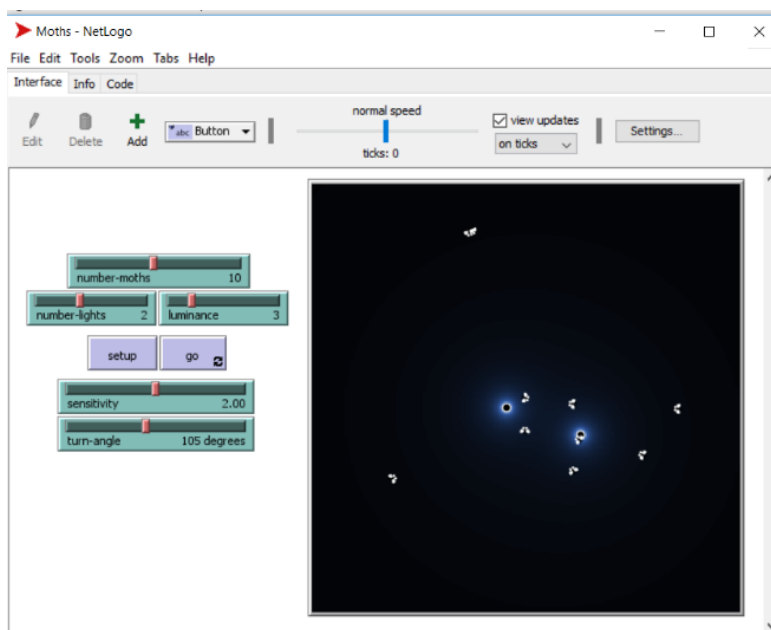 Moths - NetLogo
File Edit Tools Zoom Tabs Help
Interface Info Code
Edit Delete Add abc Button normal speed ticks: 0 view updates on ticks Settings...
number-moths 10
number-lights 2 luminance 3
setup go
sensitivity 2.00
turn-angle 105 degrees